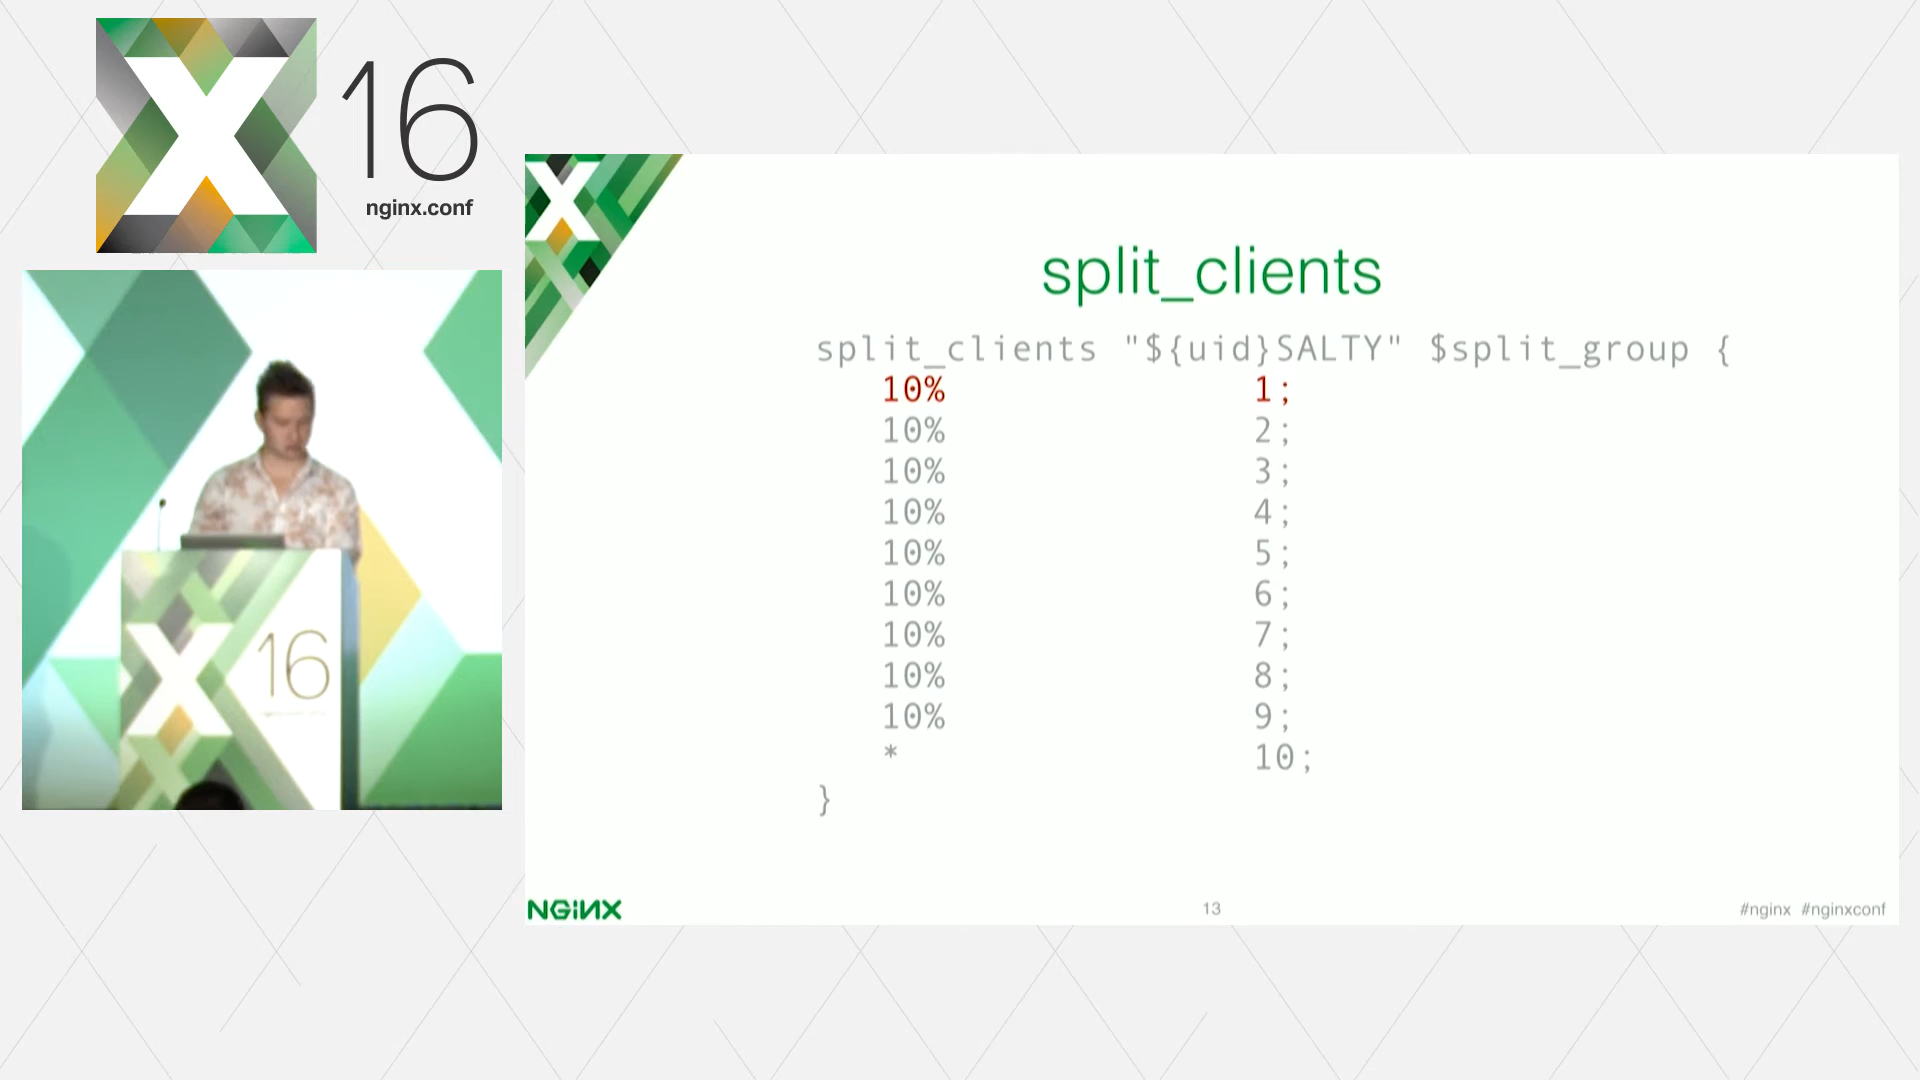 16
nginx.conf
split_clients
split_clients "${uid}SALTY" $split_group {
10% 1;
10% 2;
10% 3;
10% 4;
10% 5;
10% 6;
10% 7;
10% 8;
10% 9;
* 10;
}
16
NGINX
13
#nginx #nginxconf